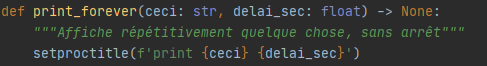 def print_forever(ceci: str, delai_sec: float) -> None:
    """Affiche répétitivement quelque chose, sans arrêt"""
    setproctitle(f'print {ceci} {delai_sec}')